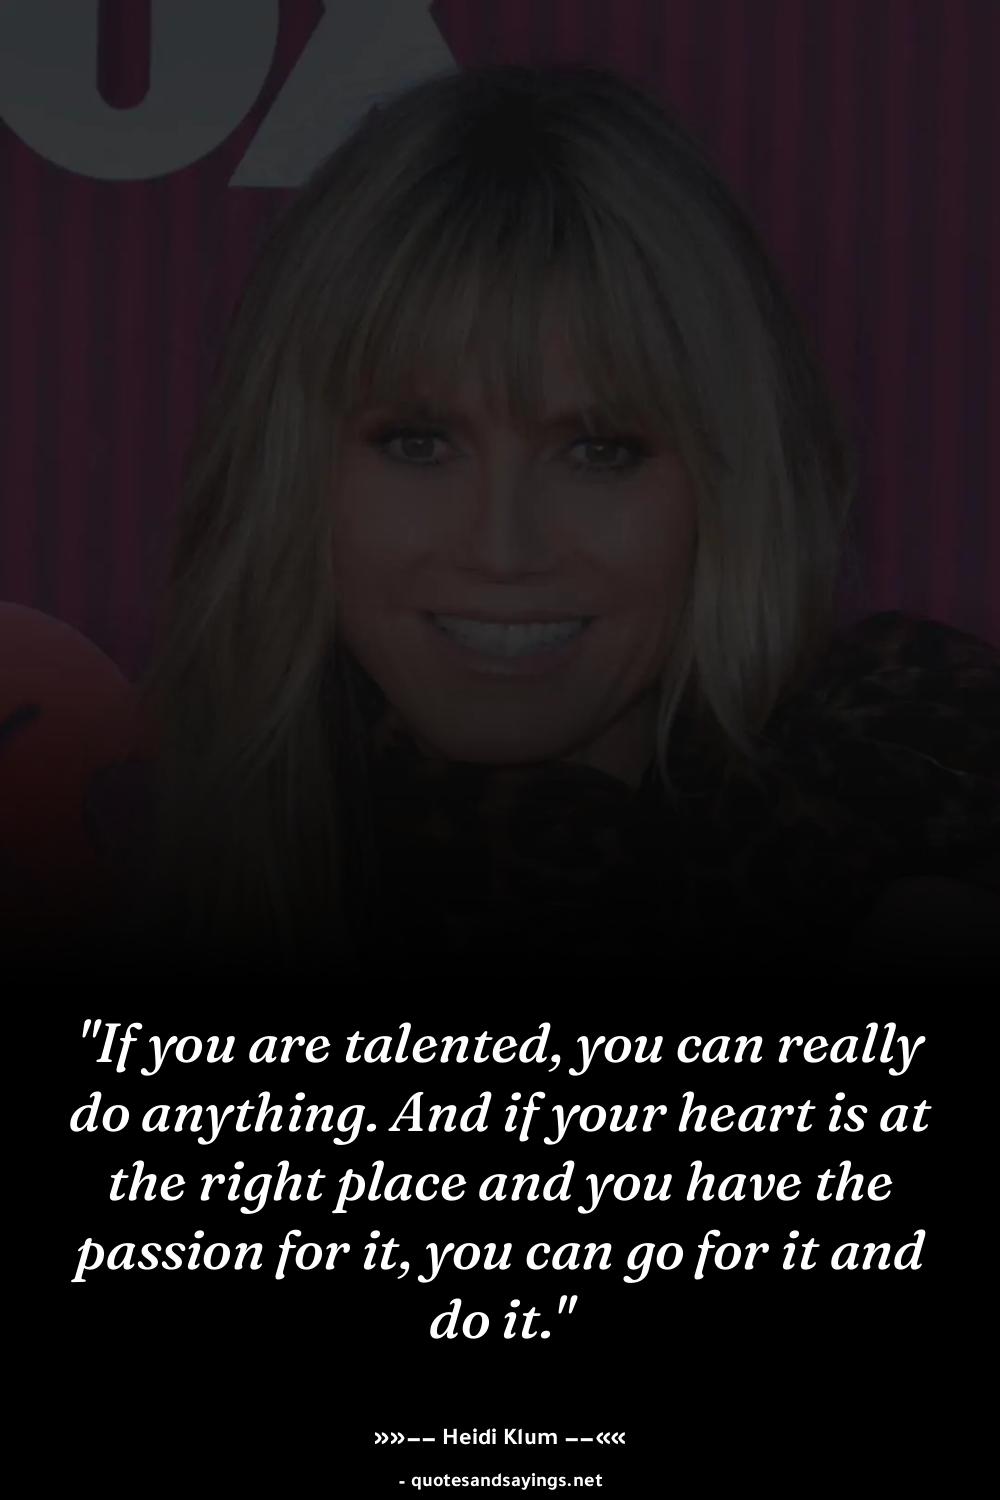 "If you are talented, you can really
do anything. And if your heart is at
the right place and you have the
passion for it, you can go for it and
do it."
»»−− Heidi Klum −−««
- quotesandsayings.net